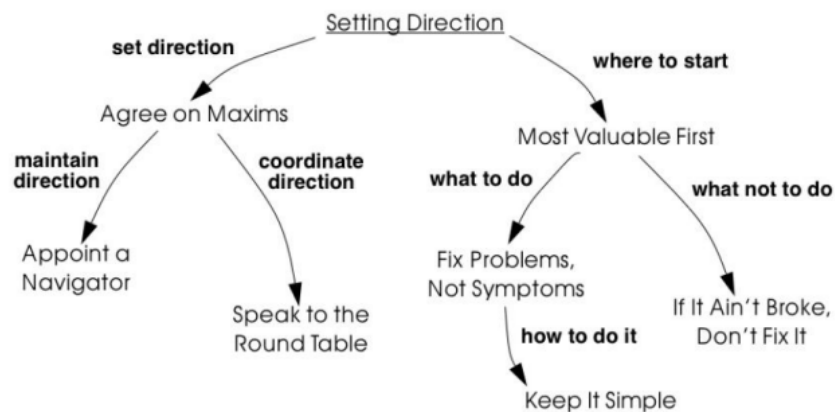 Setting Direction
set direction
where to start
Agree on Maxims
Most Valuable First
maintain
direction
coordinate
direction
what to do
what not to do
Appoint a
Navigator
Fix Problems,
Not Symptoms
Speak to the
Round Table
If It Ain't Broke,
Don't Fix It
how to do it
Keep It Simple